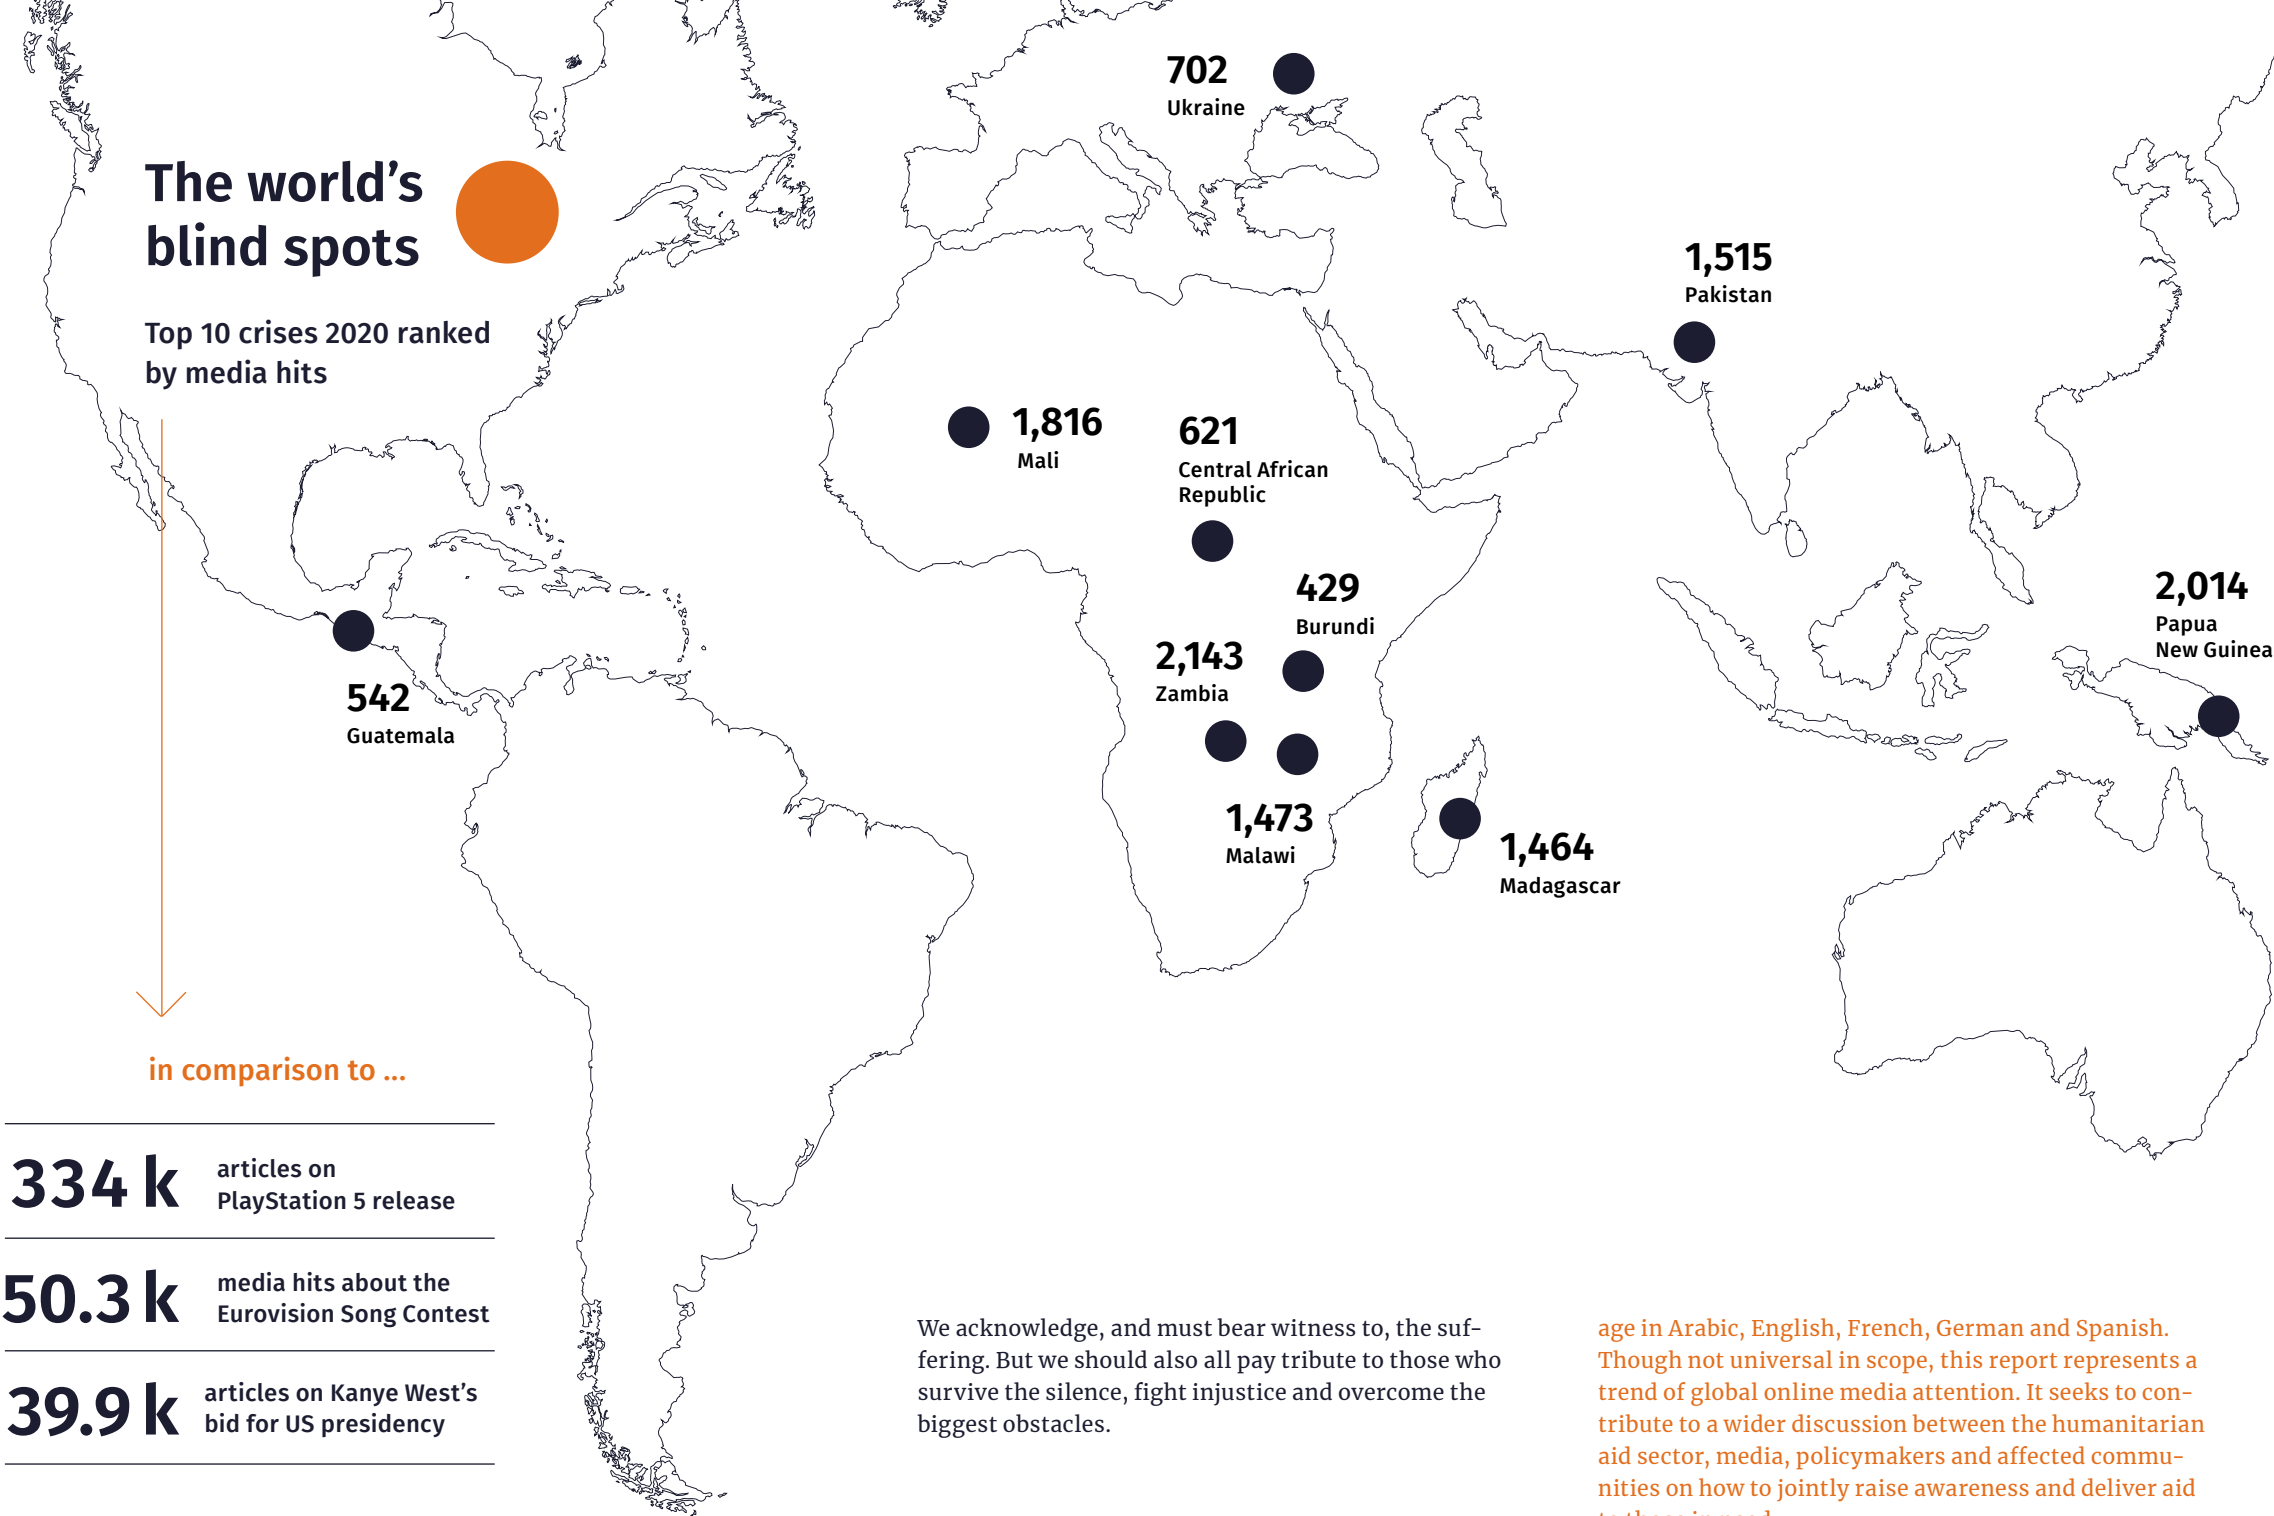 The world’s
blind spots
Top 10 crises 2020 ranked
by media hits
702
Ukraine
1,515
Pakistan
1,816
Mali
621
Central African
Republic
429
Burundi
2,143
Zambia
2,014
Papua
New Guinea
542
Guatemala
1,473
Malawi
1,464
Madagascar
in comparison to ...
334 k
articles on
PlayStation 5 release
50.3 k
media hits about the
Eurovision Song Contest
39.9 k
articles on Kanye West’s
bid for US presidency
We acknowledge, and must bear witness to, the suf-
fering. But we should also all pay tribute to those who
survive the silence, fight injustice and overcome the
biggest obstacles.
age in Arabic, English, French, German and Spanish.
Though not universal in scope, this report represents a
trend of global online media attention. It seeks to con-
tribute to a wider discussion between the humanitarian
aid sector, media, policymakers and affected commu-
nities on how to jointly raise awareness and deliver aid